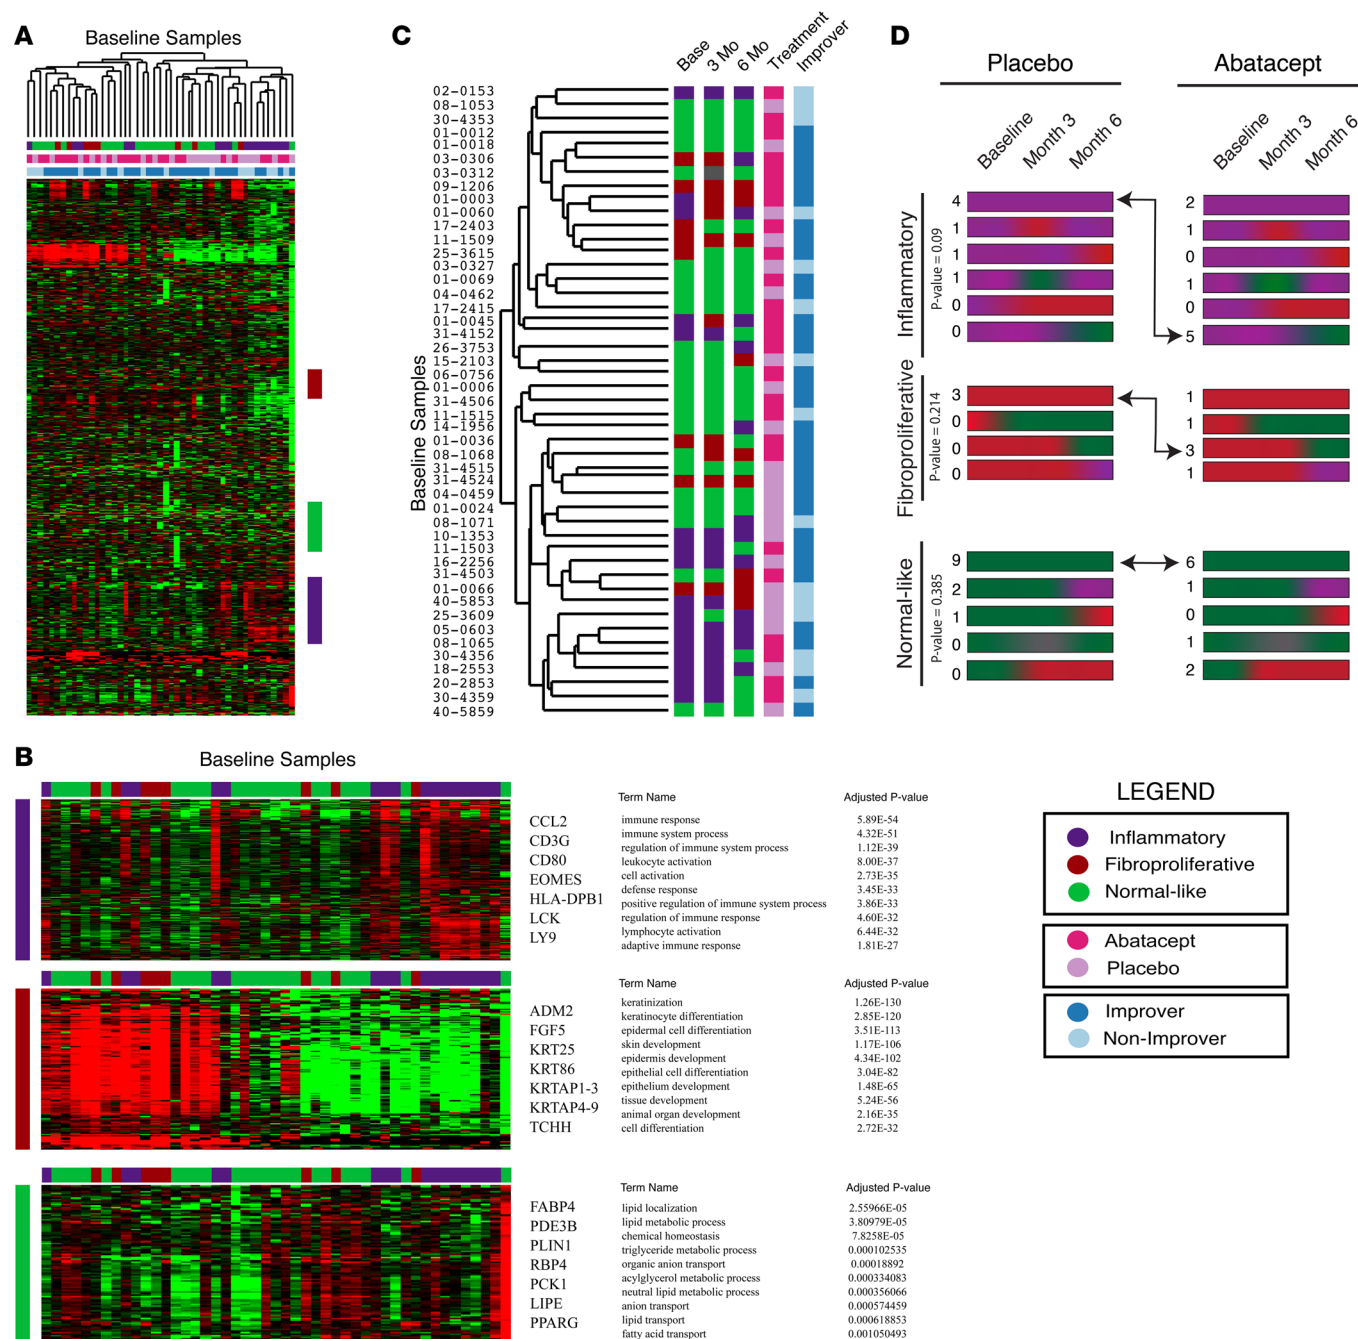 A
Baseline Samples
C
Base
3 Mo
6 Mo
Treatment
Improver
Baseline Samples
02-0153
08-1053
30-4353
01-0012
01-0018
03-0306
03-0312
09-1206
01-0003
01-0060
17-2403
11-1509
25-3615
03-0327
01-0069
04-0462
17-2415
01-0045
31-4152
26-3753
15-2103
06-0756
01-0006
31-4506
11-1515
14-1956
01-0036
08-1068
31-4515
31-4524
04-0459
01-0024
08-1071
10-1353
11-1503
16-2256
31-4503
01-0066
40-5853
25-3609
05-0603
08-1065
30-4356
18-2553
20-2853
30-4359
40-5859
D
Placebo
Abatacept
Baseline
Month 3
Month 6
Baseline
Month 3
Month 6
Inflammatory
P-value = 0.09
4
1
1
1
0
0
2
1
0
1
0
5
Fibroproliferative
P-value = 0.214
3
0
0
0
1
1
3
1
Normal-like
P-value = 0.385
9
2
1
0
0
6
1
0
1
2
B
Baseline Samples
CCL2
CD3G
CD80
EOMES
HLA-DPB1
LCK
LY9
Term Name Adjusted P-value
immune response 5.89E-54
immune system process 4.32E-51
regulation of immune system process 1.12E-39
leukocyte activation 8.00E-37
cell activation 2.73E-35
defense response 3.45E-33
positive regulation of immune system process 3.86E-33
regulation of immune response 4.60E-32
lymphocyte activation 6.44E-32
adaptive immune response 1.81E-27
ADM2
FGF5
KRT25
KRT86
KRTAP1-3
KRTAP4-9
TCHH
Term Name Adjusted P-value
keratinization 1.26E-130
keratinocyte differentiation 2.85E-120
epidermal cell differentiation 3.51E-113
skin development 1.17E-106
epidermis development 4.34E-102
epithelial cell differentiation 3.04E-82
epithelium development 1.48E-65
tissue development 5.24E-56
animal organ development 2.16E-35
cell differentiation 2.72E-32
FABP4
PDE3B
PLIN1
RBP4
PCK1
LIPE
PPARG
Term Name Adjusted P-value
lipid localization 2.55966E-05
lipid metabolic process 3.80979E-05
chemical homeostasis 7.8258E-05
triglyceride metabolic process 0.000102535
organic anion transport 0.00018892
acylglycerol metabolic process 0.000334083
neutral lipid metabolic process 0.000356066
anion transport 0.000574459
lipid transport 0.000618853
fatty acid transport 0.001050493
LEGEND
Inflammatory
Fibroproliferative
Normal-like
Abatacept
Placebo
Improver
Non-Improver